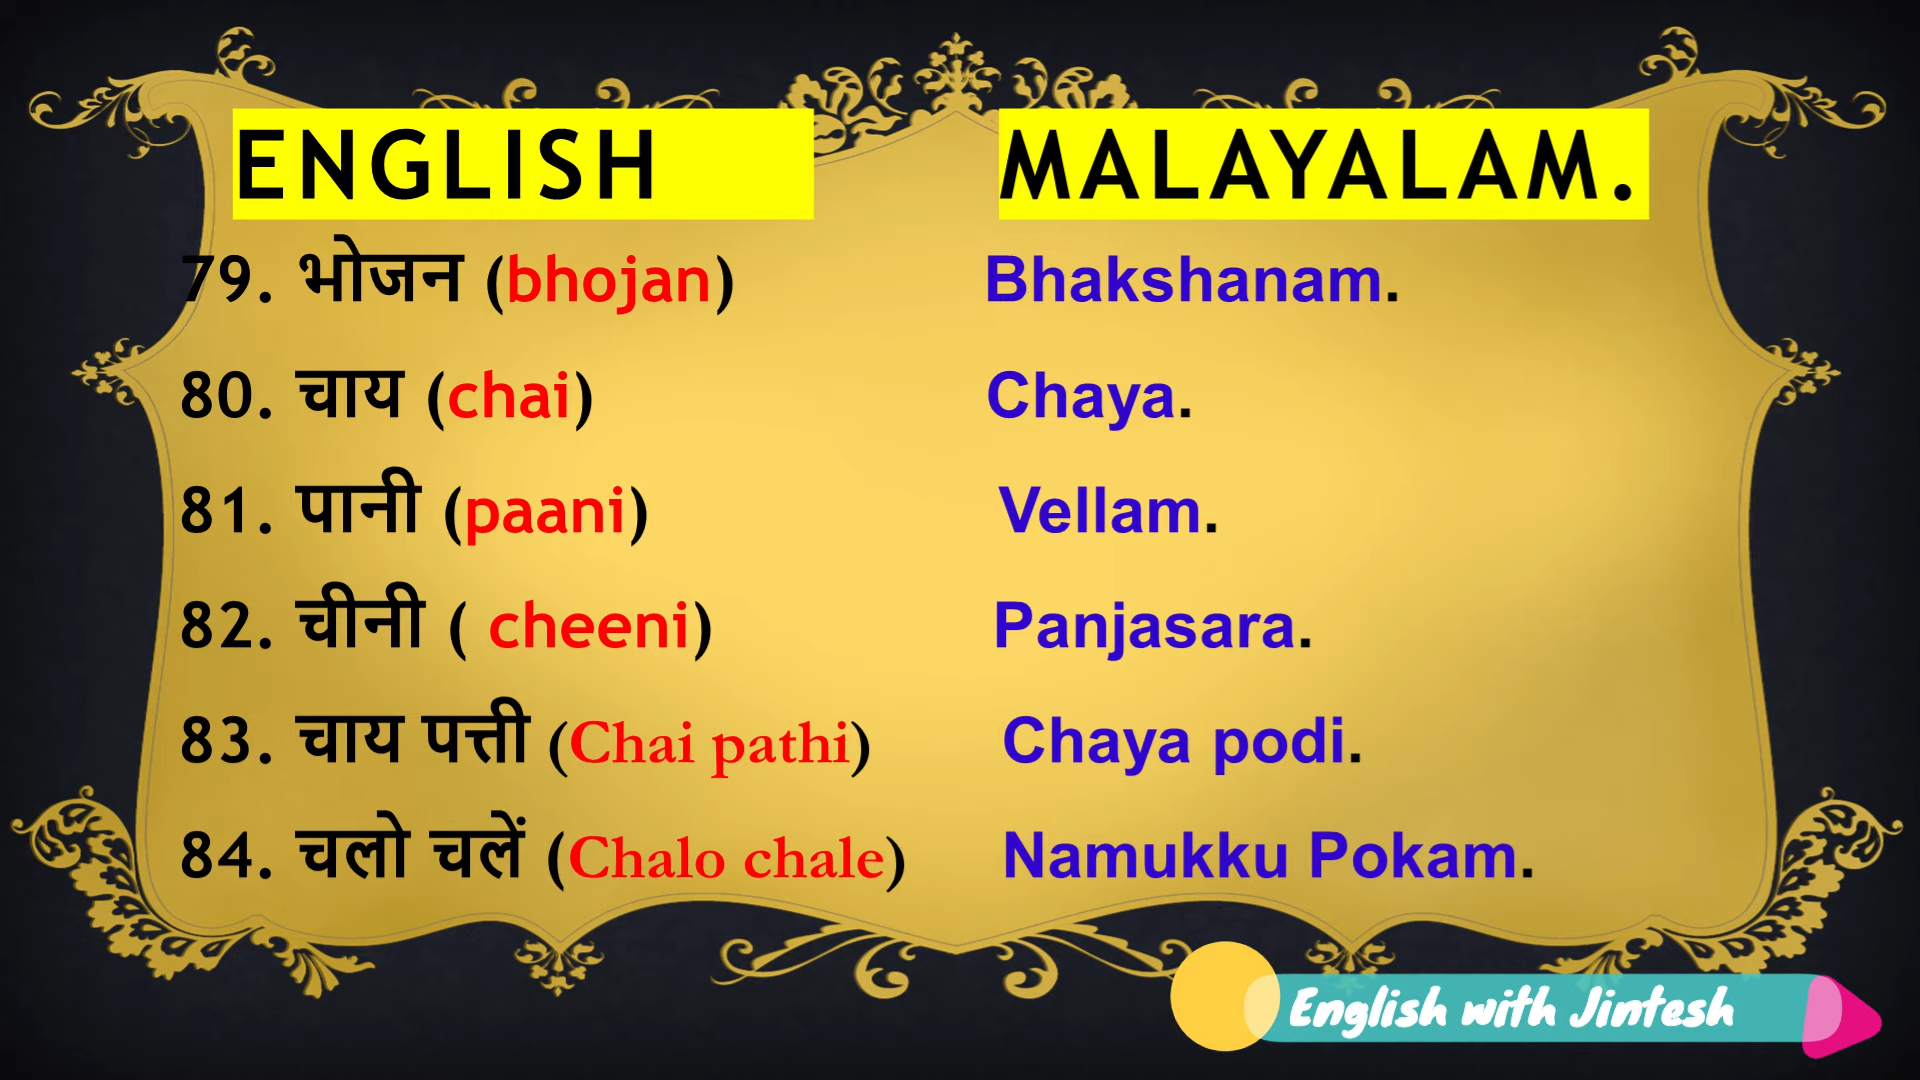 ENGLISH MALAYALAM.
79. भोजन (bhojan) Bhakshanam.
80. चाय (chai) Chaya.
81. पानी (paani) Vellam.
82. चीनी ( cheeni) Panjasara.
83. चाय पत्ती (Chai pathi) Chaya podi.
84. चलो चलें (Chalo chale) Namukku Pokam.
English with Jintesh